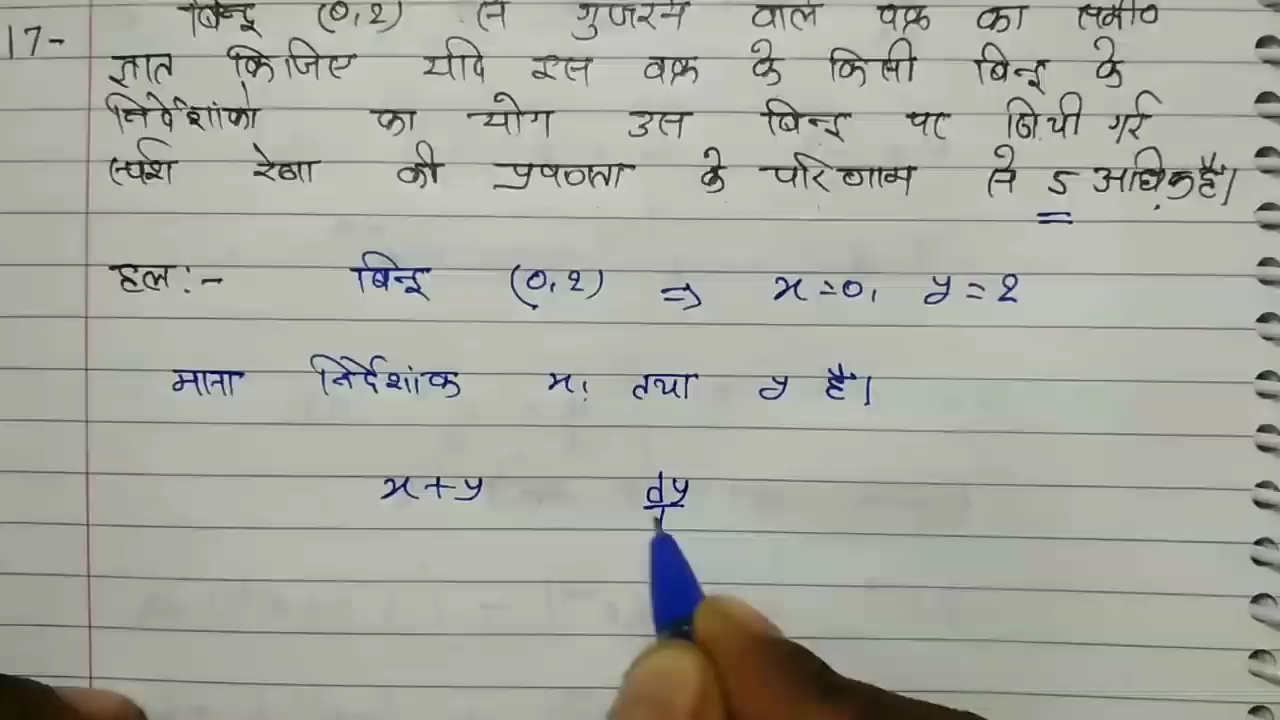 17- बिन्दु (0,2) से गुजरने वाले वक्र का समी०
ज्ञात किजिए यदि इस वक्र के किसी बिन्दु के
निर्देशांको का योग उस बिन्दु पर खिची गई
स्पर्श रेखा की प्रवणता के परिणाम से 5 अधिक है।
हल:- बिन्दु (0,2) ⇒ x=0, y=2
माना निर्देशांक x, तथा y है।
x+y dy